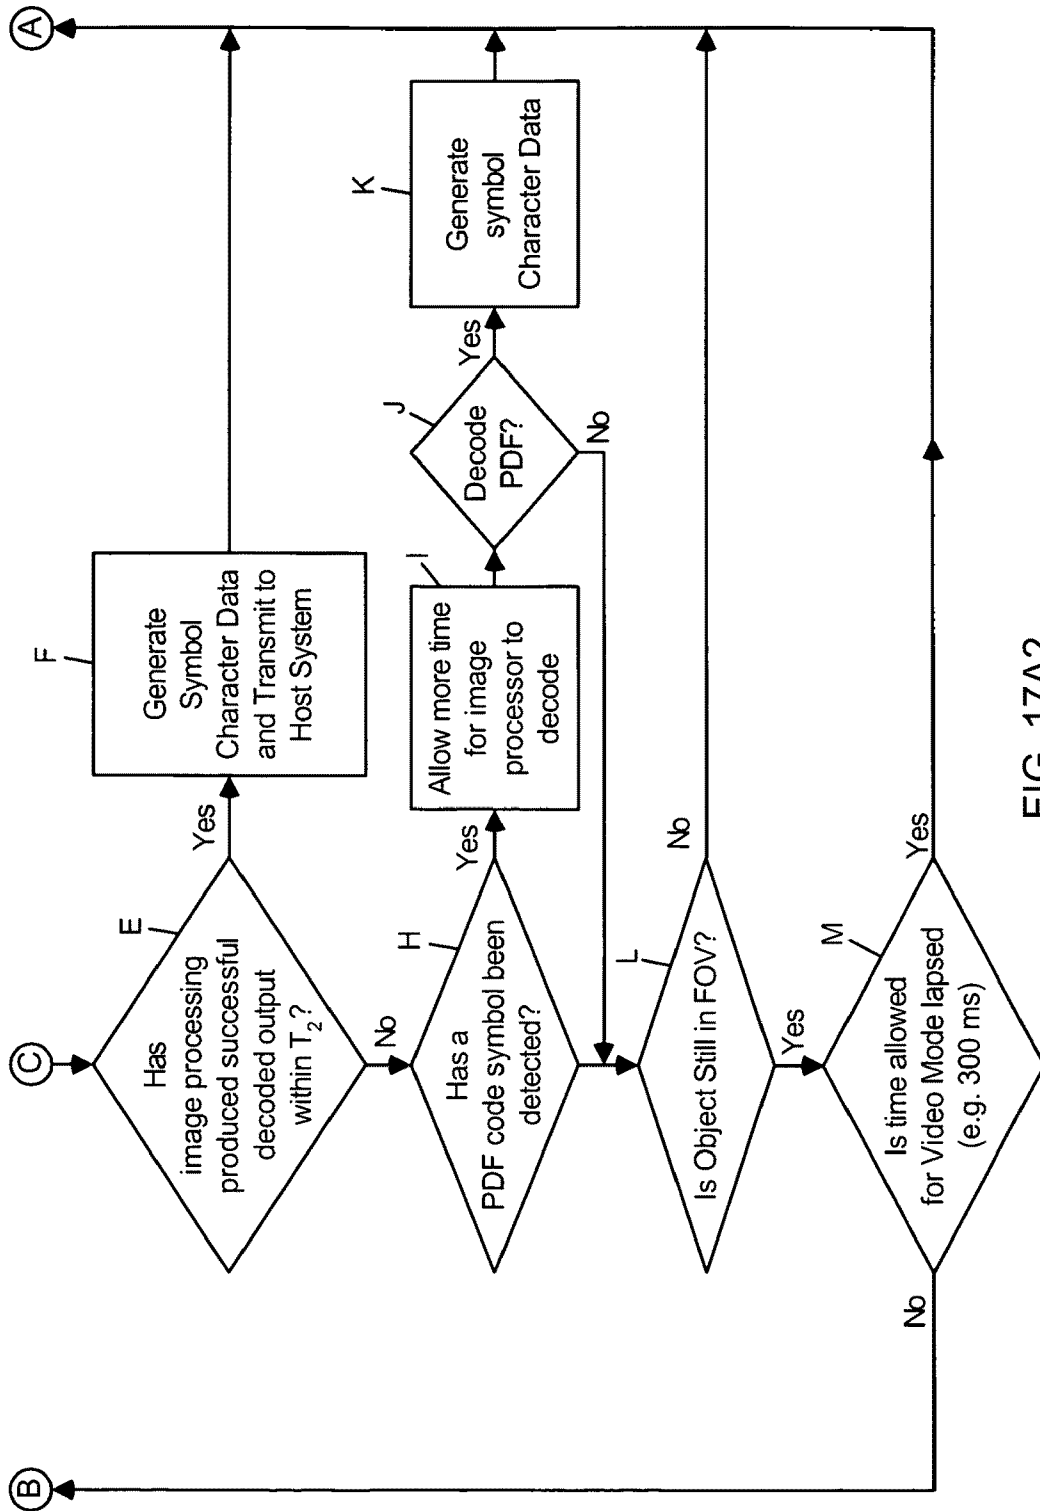 B
C
A
Has
image processing
produced successful
decoded output
within T₂?
E
Yes
No
F
Generate
Symbol
Character Data
and Transmit to
Host System
Has a
PDF code symbol been
detected?
H
Yes
Allow more time
for image
processor to
decode
I
Decode
PDF?
J
Yes
No
Generate
symbol
Character Data
K
Is Object Still in FOV?
L
No
Yes
Is time allowed
for Video Mode lapsed
(e.g. 300 ms)
M
No
Yes
FIG. 17A2